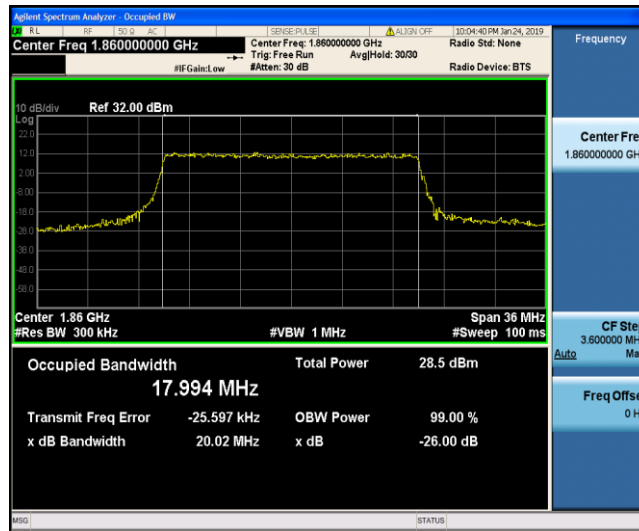 Agilent Spectrum Analyzer - Occupied BW
RL RF 50 Ω AC SENSE:PULSE ALIGN OFF 10:04:40 PM Jan 24, 2019
Center Freq 1.860000000 GHz Center Freq: 1.860000000 GHz Radio Std: None Frequency
Trig: Free Run Avg|Hold: 30/30
#IFGain:Low #Atten: 30 dB Radio Device: BTS
10 dB/div Ref 32.00 dBm
Log
22.0
12.0
2.00
-8.00
-18.0
-28.0
-38.0
-48.0
-58.0
Center Fre
1.860000000 GH
Center 1.86 GHz Span 36 MHz
#Res BW 300 kHz #VBW 1 MHz #Sweep 100 ms
CF Ste
3.600000 MH
Auto Ma
Occupied Bandwidth Total Power 28.5 dBm
17.994 MHz
Transmit Freq Error -25.597 kHz OBW Power 99.00 %
x dB Bandwidth 20.02 MHz x dB -26.00 dB
Freq Offse
0 H
MSG STATUS